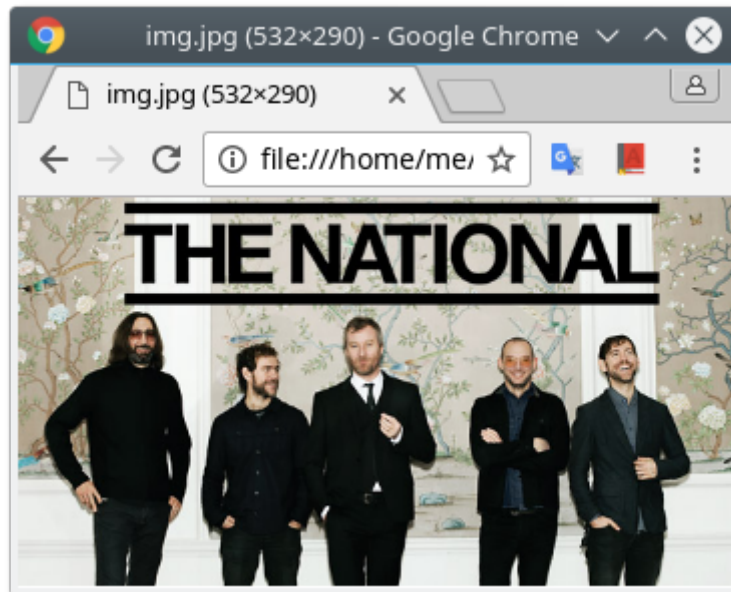 img.jpg (532×290) - Google Chrome
img.jpg (532×290)
file:///home/me/
THE NATIONAL